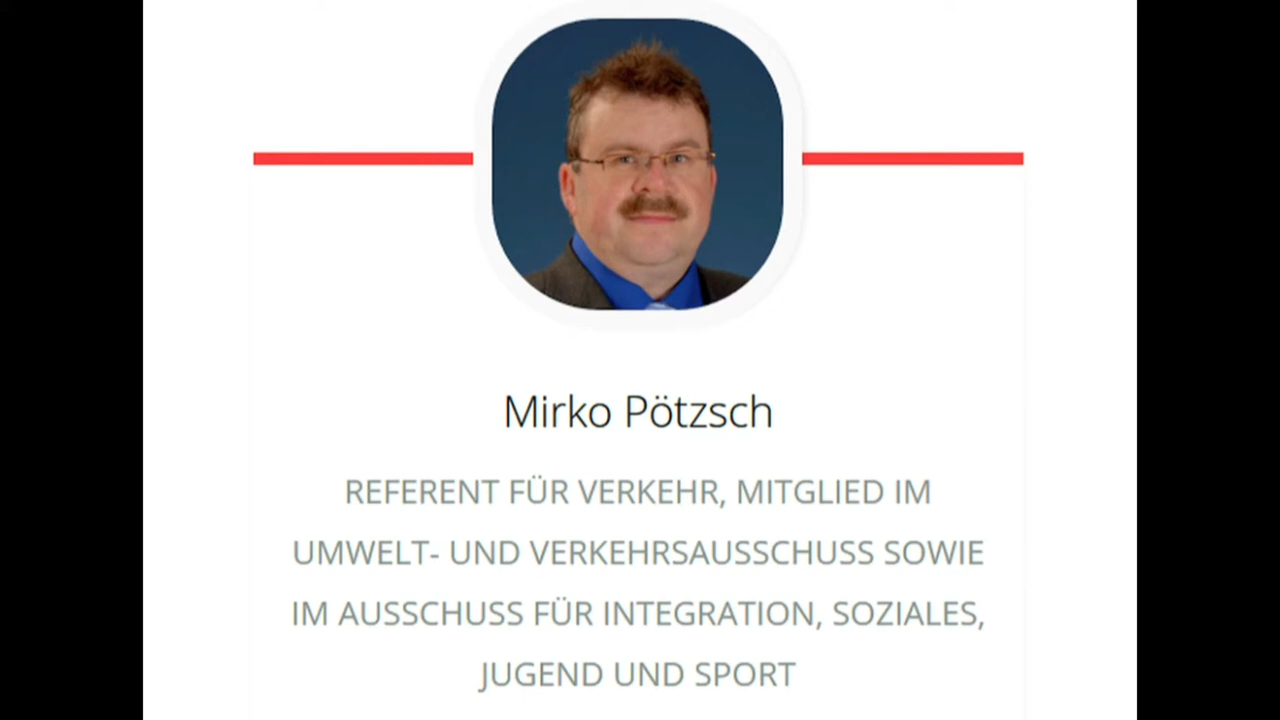 Mirko Pötzsch
REFERENT FÜR VERKEHR, MITGLIED IM
UMWELT- UND VERKEHRSAUSSCHUSS SOWIE
IM AUSSCHUSS FÜR INTEGRATION, SOZIALES,
JUGEND UND SPORT